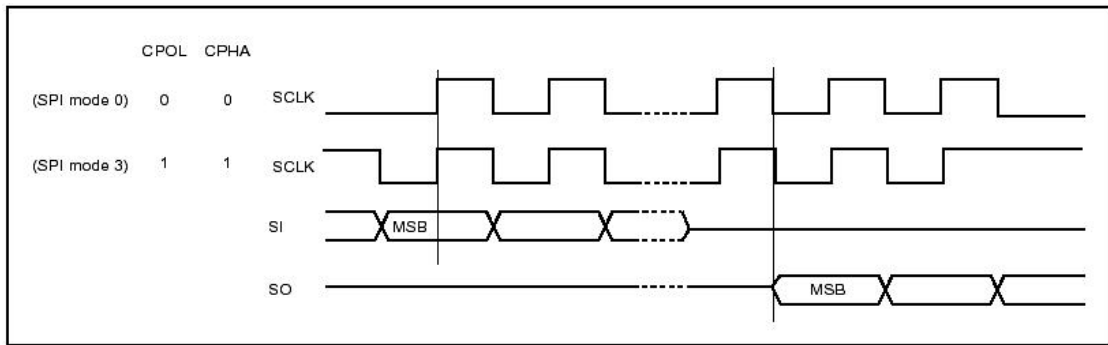 CPOL CPHA
(SPI mode 0) 0 0 SCLK
(SPI mode 3) 1 1 SCLK
SI MSB
SO MSB